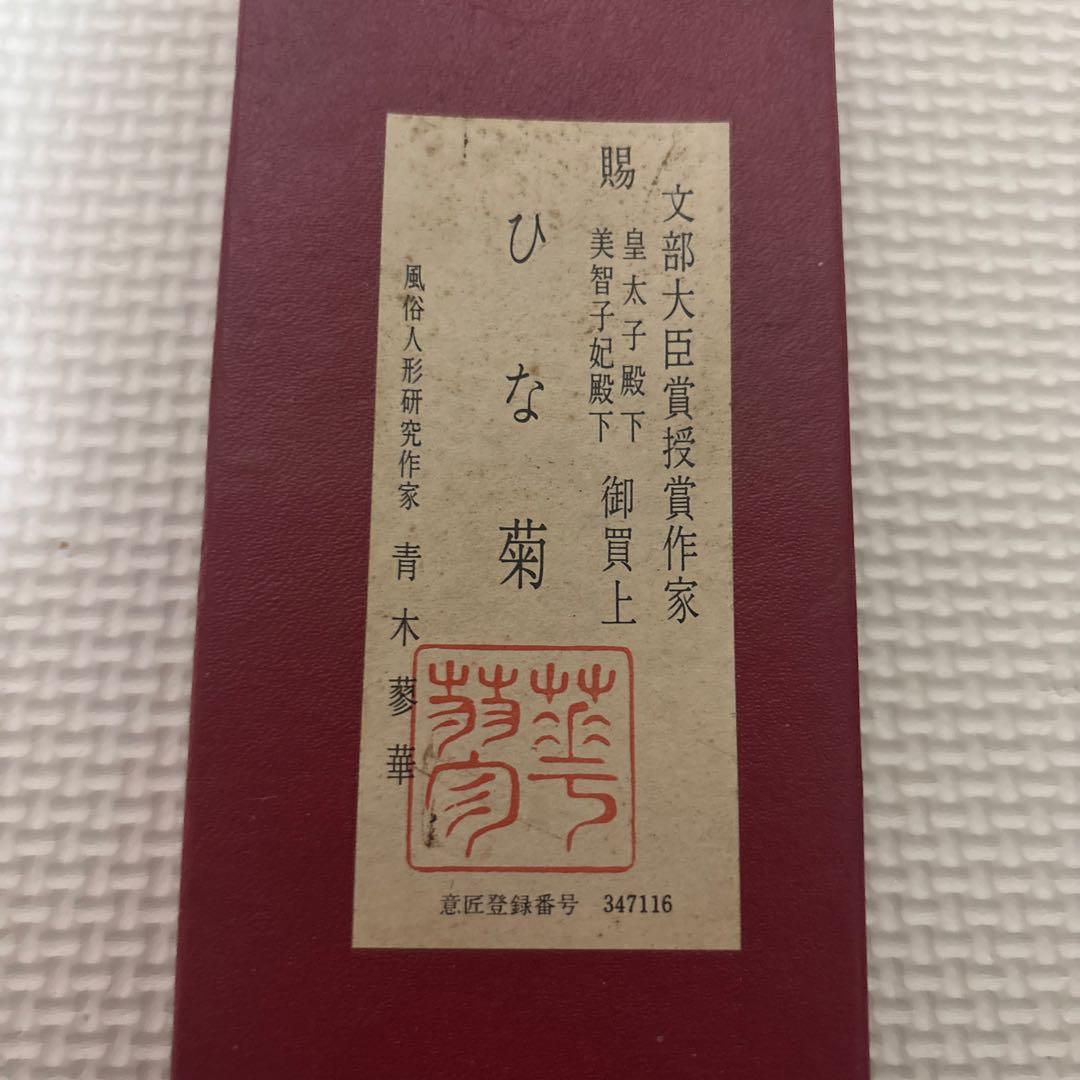 文部大臣賞授賞作家
賜 皇太子殿下 美智子妃殿下 御買上
ひな菊
風俗人形研究作家 青木蓼華
意匠登録番号 347116